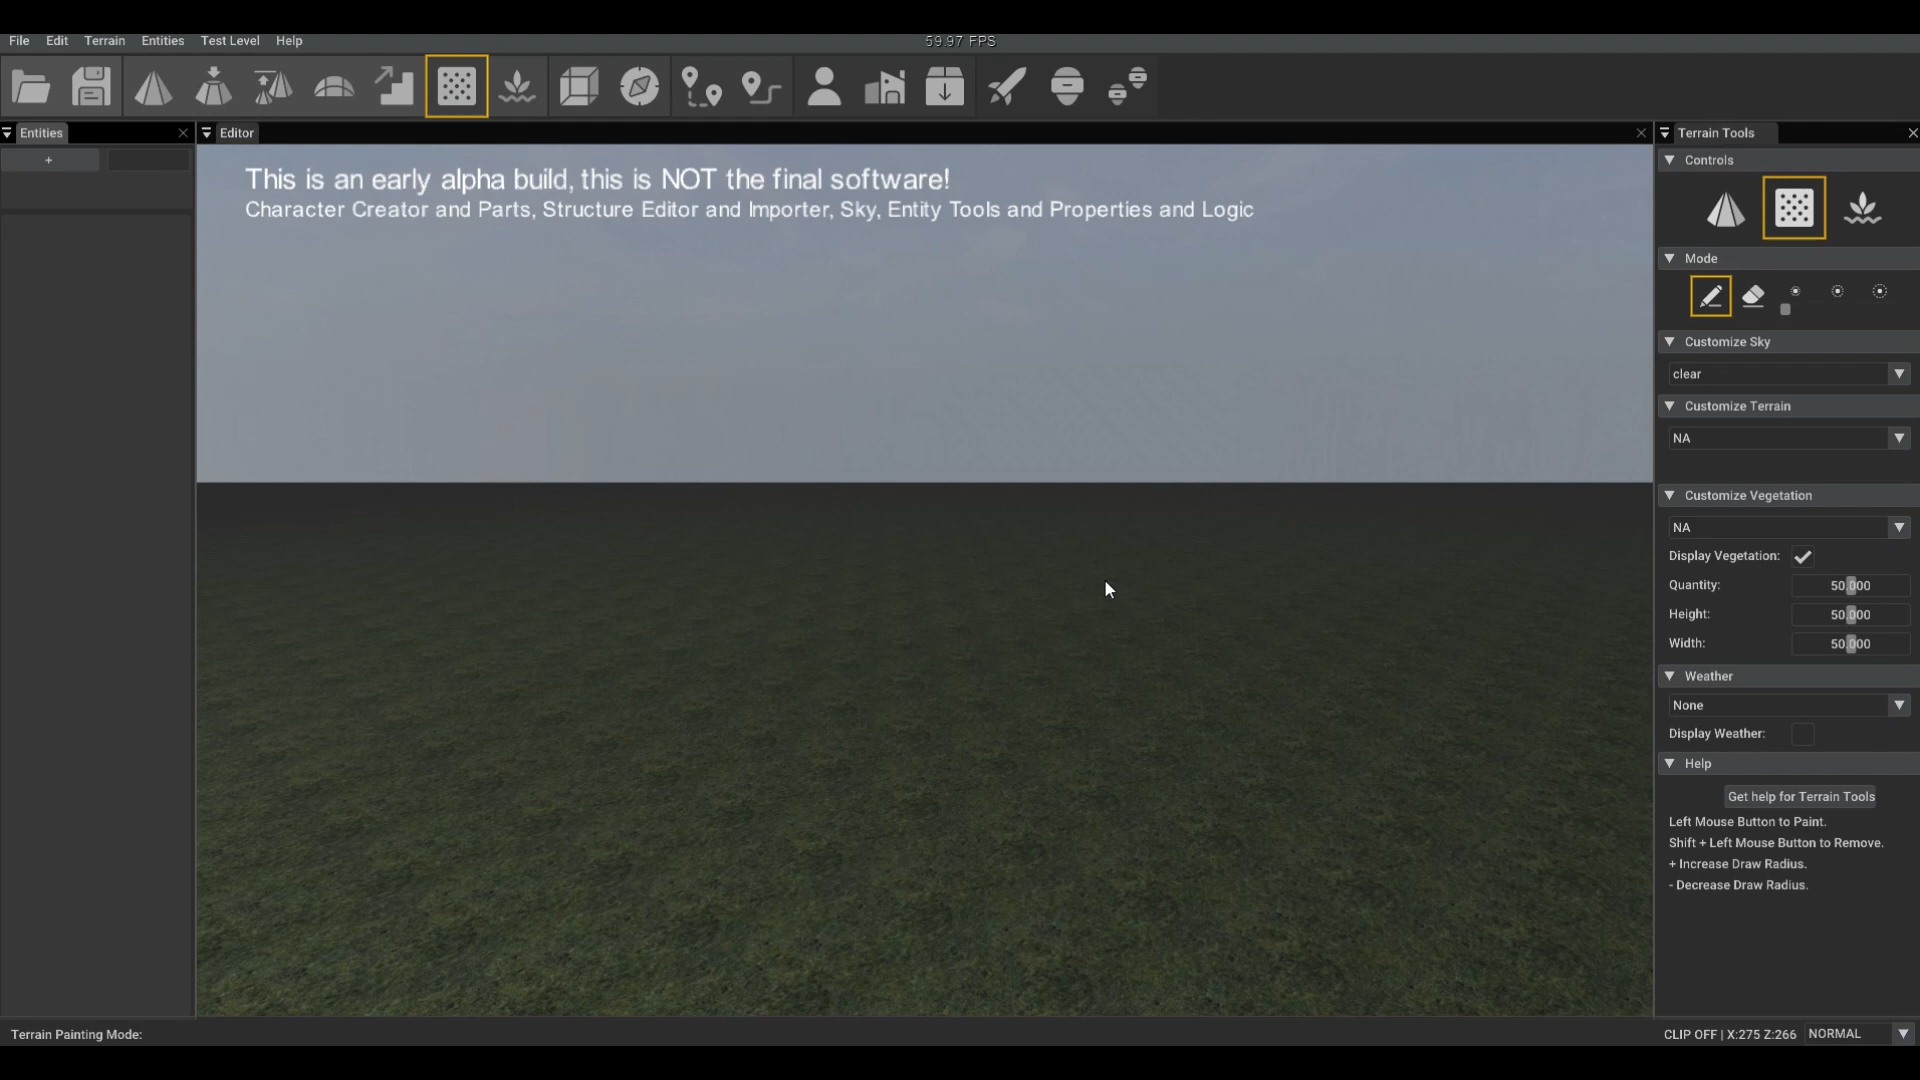 File Edit Terrain Entities Test Level Help
59.97 FPS
Entities
Editor
Terrain Tools
+
This is an early alpha build, this is NOT the final software!
Character Creator and Parts, Structure Editor and Importer, Sky, Entity Tools and Properties and Logic
Controls
Mode
Customize Sky
clear
Customize Terrain
NA
Customize Vegetation
NA
Display Vegetation:
Quantity: 50.000
Height: 50.000
Width: 50.000
Weather
None
Display Weather:
Help
Get help for Terrain Tools
Left Mouse Button to Paint.
Shift + Left Mouse Button to Remove.
+ Increase Draw Radius.
- Decrease Draw Radius.
Terrain Painting Mode:
CLIP OFF | X:275 Z:266 NORMAL